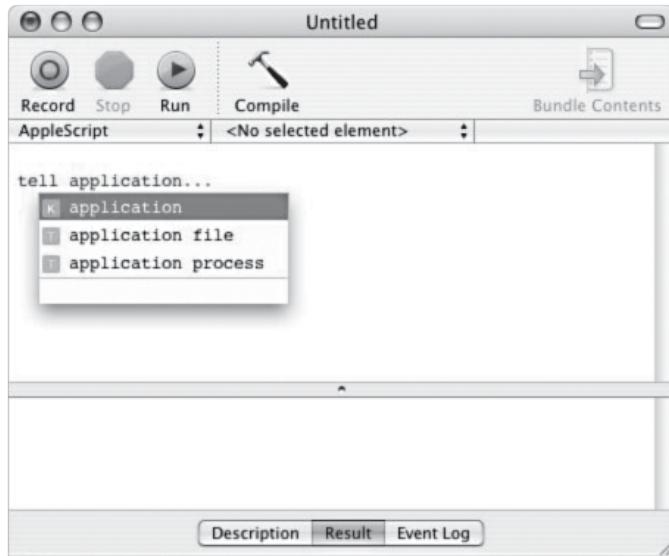 Untitled
Record Stop Run Compile Bundle Contents
AppleScript <No selected element>
tell application...
K application
T application file
T application process
Description Result Event Log